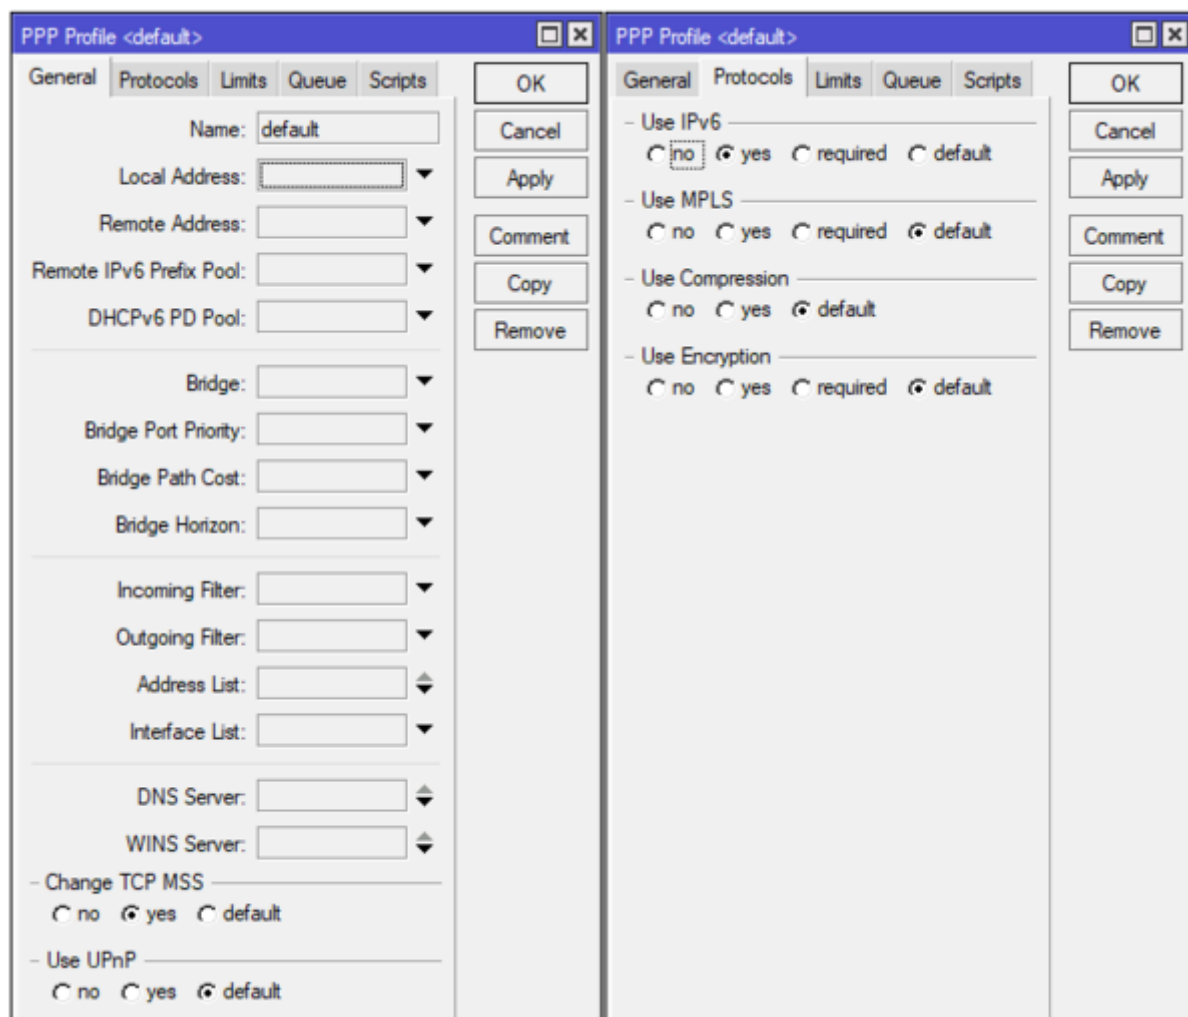 PPP Profile <default>
General Protocols Limits Queue Scripts
OK
Cancel
Apply
Comment
Copy
Remove
Name: default
Local Address:
Remote Address:
Remote IPv6 Prefix Pool:
DHCPv6 PD Pool:
Bridge:
Bridge Port Priority:
Bridge Path Cost:
Bridge Horizon:
Incoming Filter:
Outgoing Filter:
Address List:
Interface List:
DNS Server:
WINS Server:
Change TCP MSS
no yes default
Use UPnP
no yes default
PPP Profile <default>
General Protocols Limits Queue Scripts
OK
Cancel
Apply
Comment
Copy
Remove
Use IPv6
no yes required default
Use MPLS
no yes required default
Use Compression
no yes default
Use Encryption
no yes required default